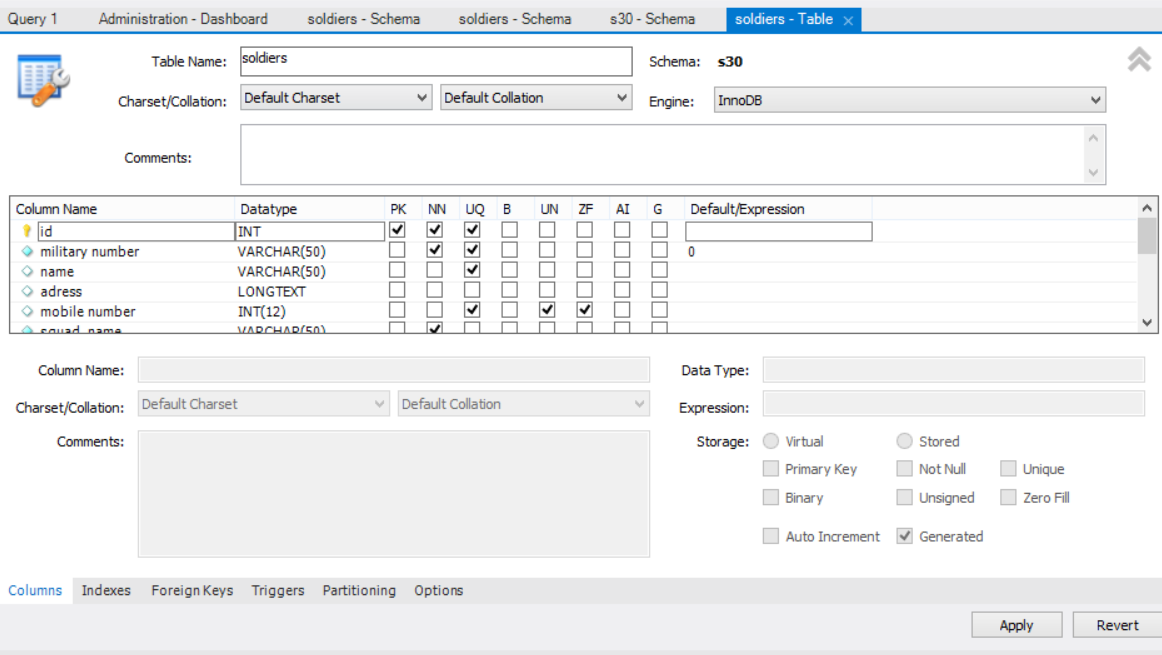 Query 1 Administration - Dashboard soldiers - Schema soldiers - Schema s30 - Schema soldiers - Table ×
Table Name: soldiers Schema: s30
Charset/Collation: Default Charset Default Collation Engine: InnoDB
Comments:
Column Name Datatype PK NN UQ B UN ZF AI G Default/Expression
id INT
military number VARCHAR(50) 0
name VARCHAR(50)
adress LONGTEXT
mobile number INT(12)
squad_name VARCHAR(50)
Column Name: Data Type:
Charset/Collation: Default Charset Default Collation Expression:
Comments: Storage: Virtual Stored
Primary Key Not Null Unique
Binary Unsigned Zero Fill
Auto Increment Generated
Columns Indexes Foreign Keys Triggers Partitioning Options
Apply Revert